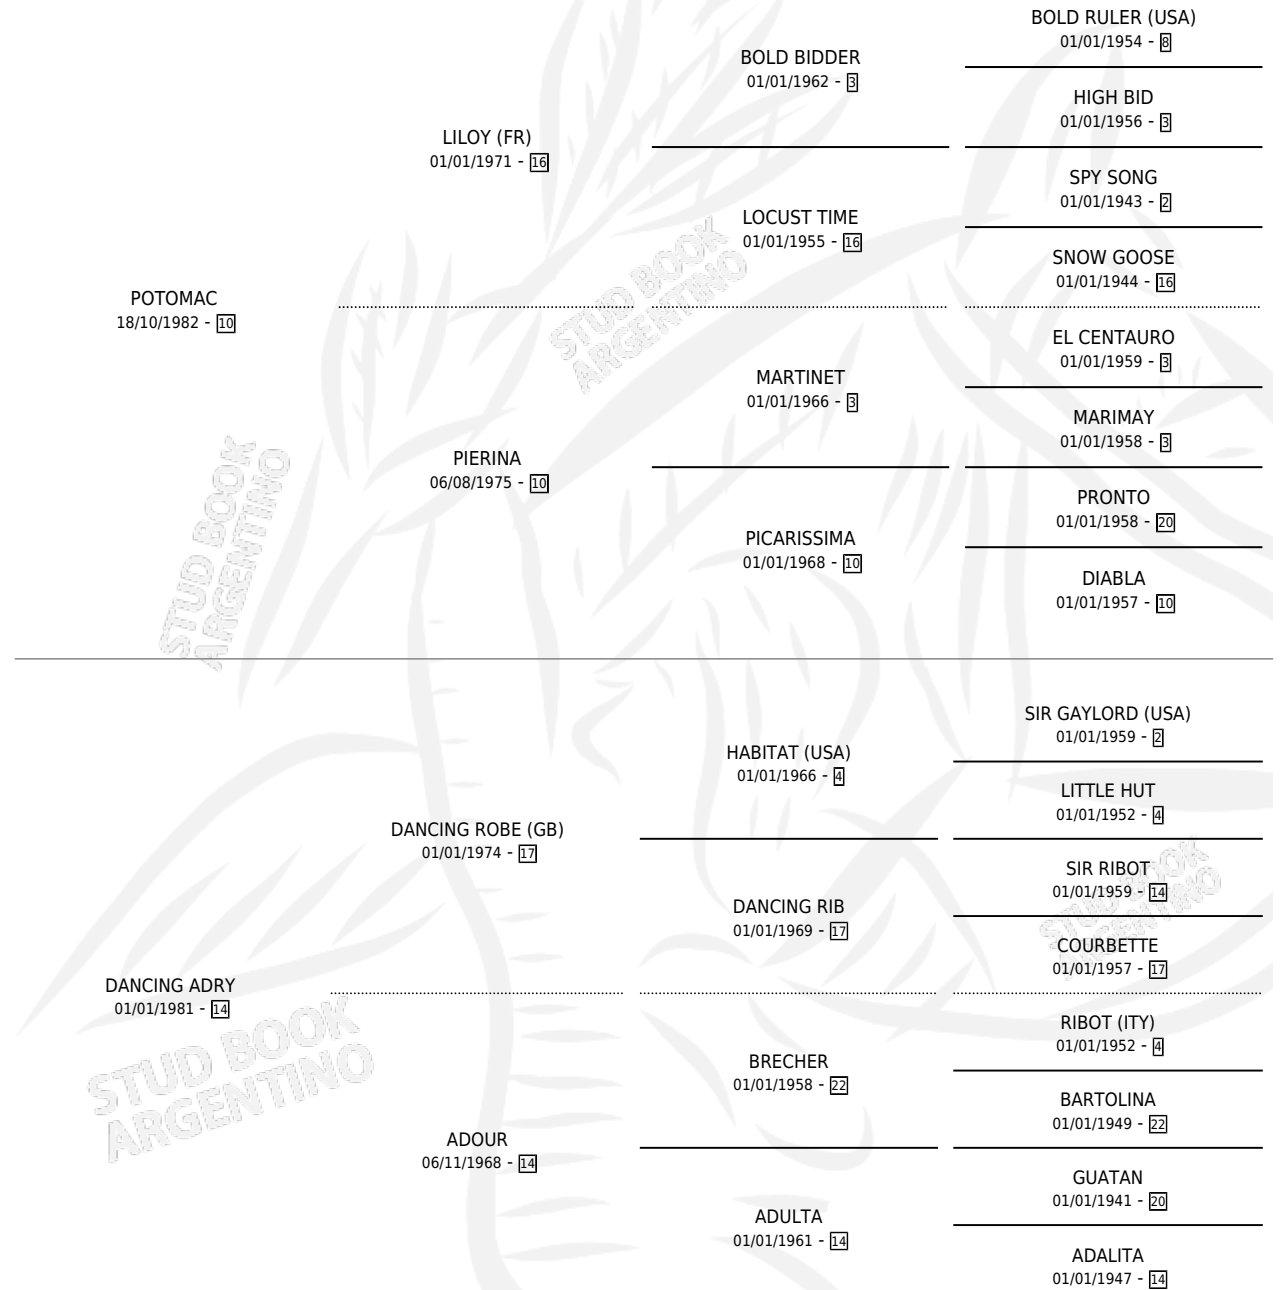 BOLD RULER (USA)
01/01/1954 - 8
BOLD BIDDER
01/01/1962 - 3
HIGH BID
01/01/1956 - 3
LILOY (FR)
01/01/1971 - 16
SPY SONG
01/01/1943 - 2
LOCUST TIME
01/01/1955 - 16
SNOW GOOSE
01/01/1944 - 16
POTOMAC
18/10/1982 - 10
EL CENTAURO
01/01/1959 - 3
MARTINET
01/01/1966 - 3
MARIMAY
01/01/1958 - 3
PIERINA
06/08/1975 - 10
PRONTO
01/01/1958 - 20
PICARISSIMA
01/01/1968 - 10
DIABLA
01/01/1957 - 10
STUD BOOK
ARGENTINO
STUD BOOK
ARGENTINO
SIR GAYLORD (USA)
01/01/1959 - 2
HABITAT (USA)
01/01/1966 - 4
LITTLE HUT
01/01/1952 - 4
DANCING ROBE (GB)
01/01/1974 - 17
SIR RIBOT
01/01/1959 - 14
DANCING RIB
01/01/1969 - 17
COURBETTE
01/01/1957 - 17
DANCING ADRY
01/01/1981 - 14
RIBOT (ITY)
01/01/1952 - 4
BRECHER
01/01/1958 - 22
BARTOLINA
01/01/1949 - 22
ADOUR
06/11/1968 - 14
GUATAN
01/01/1941 - 20
ADULTA
01/01/1961 - 14
ADALITA
01/01/1947 - 14
STUD BOOK
ARGENTINO
STUD BOOK
ARGENTINO